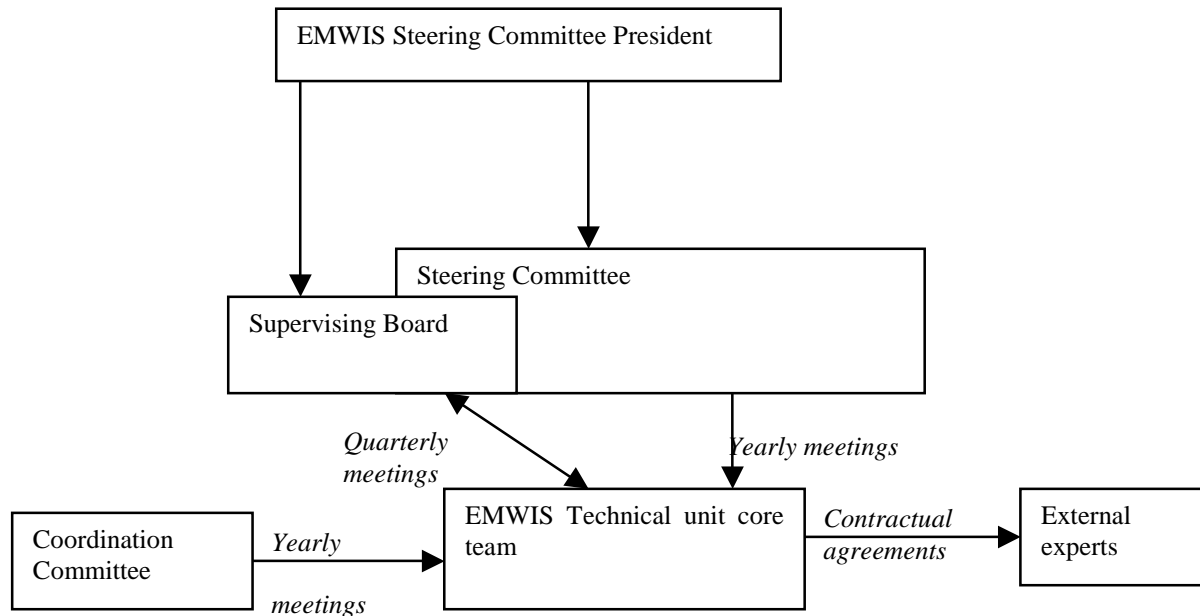 EMWIS Steering Committee President
Steering Committee
Supervising Board
Quarterly
meetings
Yearly meetings
EMWIS Technical unit core
team
Coordination
Committee
Yearly
meetings
Contractual
agreements
External
experts